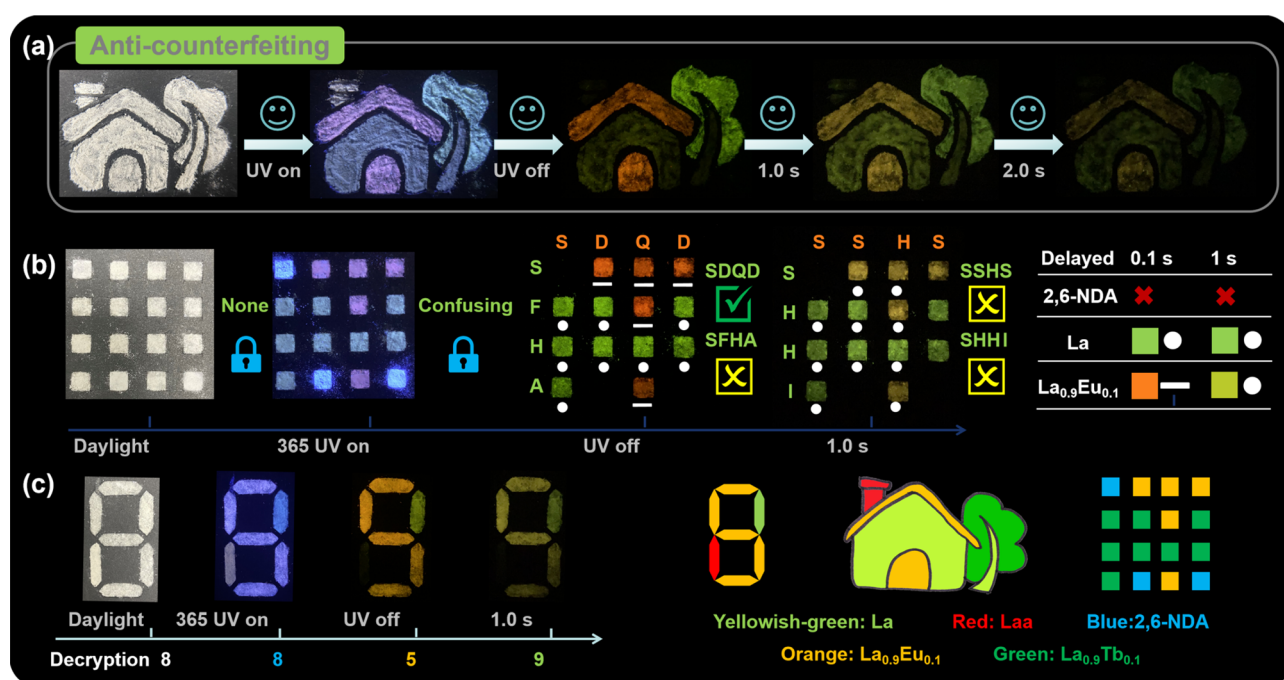 (a) Anti-counterfeiting
UV on
UV off
1.0 s
2.0 s
(b)
None
Confusing
S D Q D
S
F
H
A
SDQD
SFHA
S S H S
S
H
H
I
SSHS
SHHI
Delayed 0.1 s 1 s
2,6-NDA
La
La0.9Eu0.1
Daylight 365 UV on UV off 1.0 s
(c)
Daylight 365 UV on UV off 1.0 s
Decryption 8 8 5 9
Yellowish-green: La Red: Laa Blue:2,6-NDA
Orange: La0.9Eu0.1 Green: La0.9Tb0.1